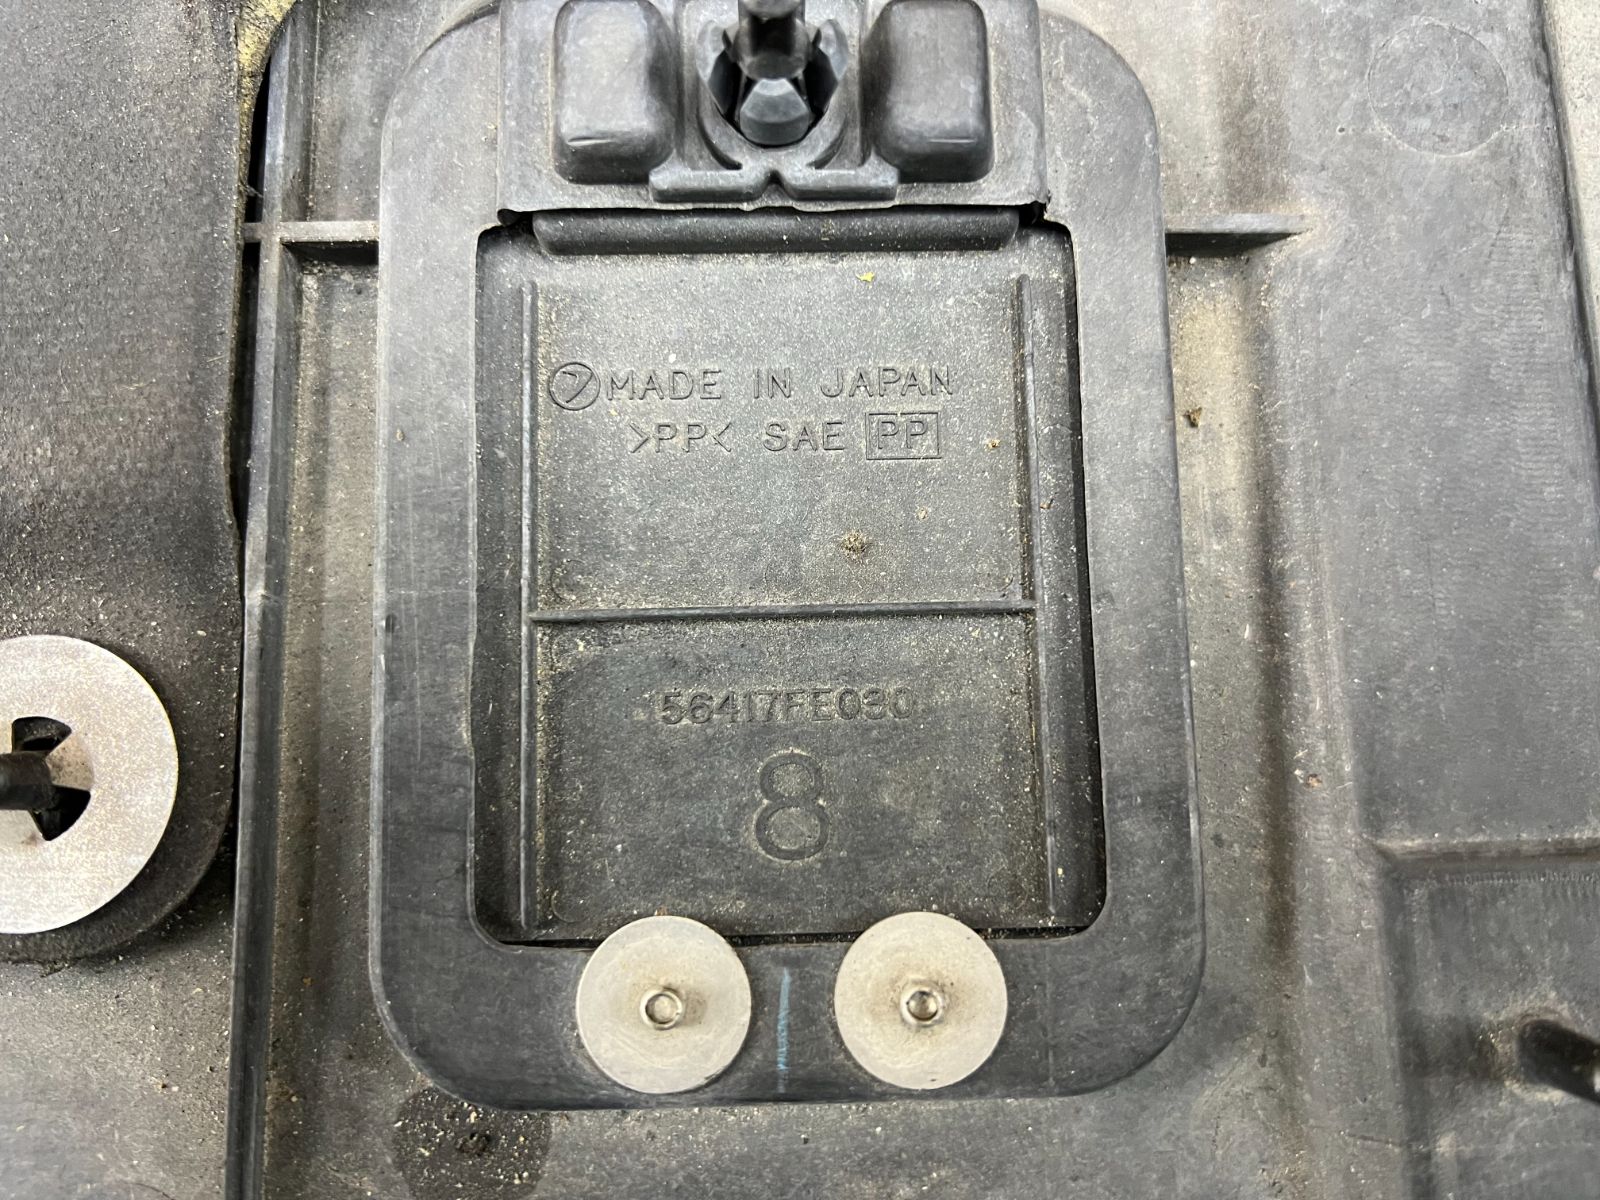 MADE IN JAPAN
>PP< SAE PP
56417FE030
8